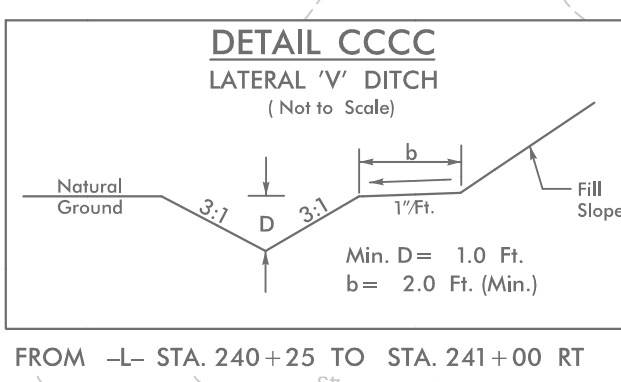 DETAIL CCCC
LATERAL 'V' DITCH
( Not to Scale)
b
Natural
Ground
3:1
D
3:1
1"/Ft.
Fill
Slope
Min. D= 1.0 Ft.
b= 2.0 Ft. (Min.)
FROM -L- STA. 240+25 TO STA. 241+00 RT